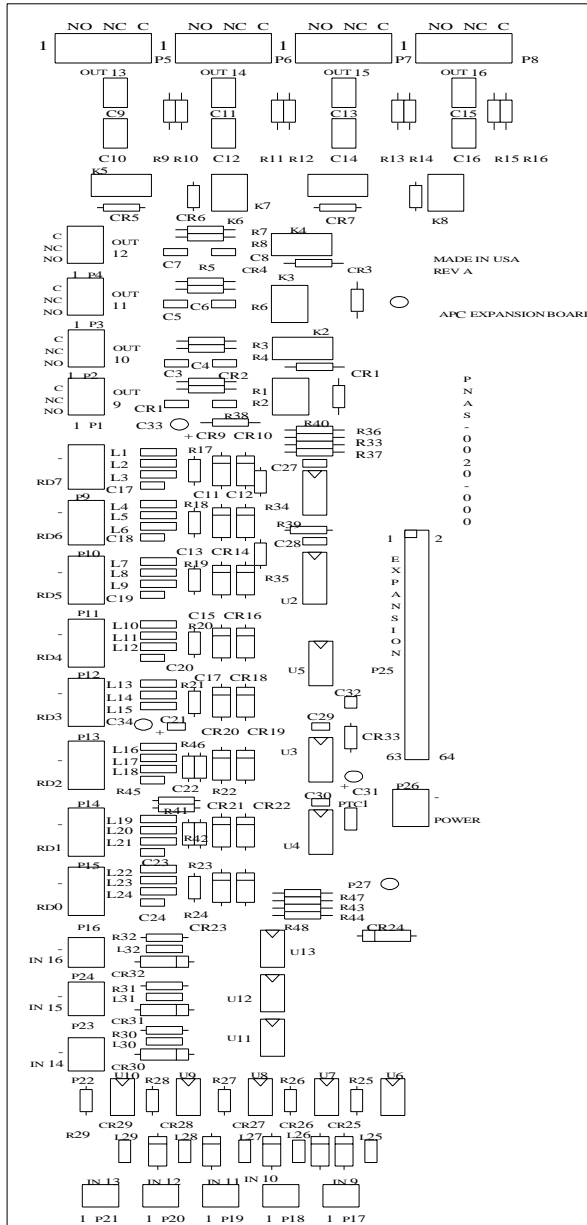 NO NC C NO NC C NO NC C NO NC C
1 P5 1 P6 1 P7 1 P8
OUT 13 OUT 14 OUT 15 OUT 16
C9 C11 C13 C15
C10 R9 R10 C12 R11 R12 C14 R13 R14 C16 R15 R16
K5 K7
CR5 CR6 K6 CR7 K8
C NC NO OUT 12 R7 R8 K4
C7 C8 CR4 CR3 MADE IN USA
1 P4 R5 K3 REV A
C NC NO OUT 11 C5 C6 R6 APC EXPANSION BOARD
1 P3 K2
C NC NO OUT 10 R3 R4
1 P2 C3 C4 CR2 CR1
C NC NO OUT 9 R1 R2
CR1 R38
1 P1 C33 + CR9 CR10 R40
R36
R33
R37
PNAS-0020-000
- RD7 L1 L2 L3 C17 R17 C27
P9 C11 C12 R34
- RD6 L4 L5 L6 C18 R18 R39 C28
P10 C13 CR14 R35
1 2
EXPANSION
- RD5 L7 L8 L9 C19 R19 U2
P11 C15 CR16
- RD4 L10 L11 L12 R20 U5 P25
P12 C20 C17 CR18
- RD3 L13 L14 L15 R21 C32
C34 + C21 C29
P13 CR20 CR19 CR33
- RD2 L16 L17 L18 R46 U3
63 64
R45 C22 R22 + C31 P26
P14 R41 CR21 CR22 C30 PTC1 -
- RD1 L19 L20 L21 R42 U4 POWER
P15 C23
- RD0 L22 L23 L24 R23 P27
C24 R24 R47
R43
R44
P16 R32 CR23 R48 CR24
- IN 16 L32 U13
P24 CR32
- IN 15 R31 L31 U12
P23 CR31
- IN 14 R30 L30 U11
CR30
P22 U10 R28 U9 R27 U8 R26 U7 R25 U6
R29 CR29 CR28 CR27 CR26 CR25
L29 L28 L27 L26 L25
IN 13 IN 12 IN 11 IN 10 IN 9
1 P21 1 P20 1 P19 1 P18 1 P17